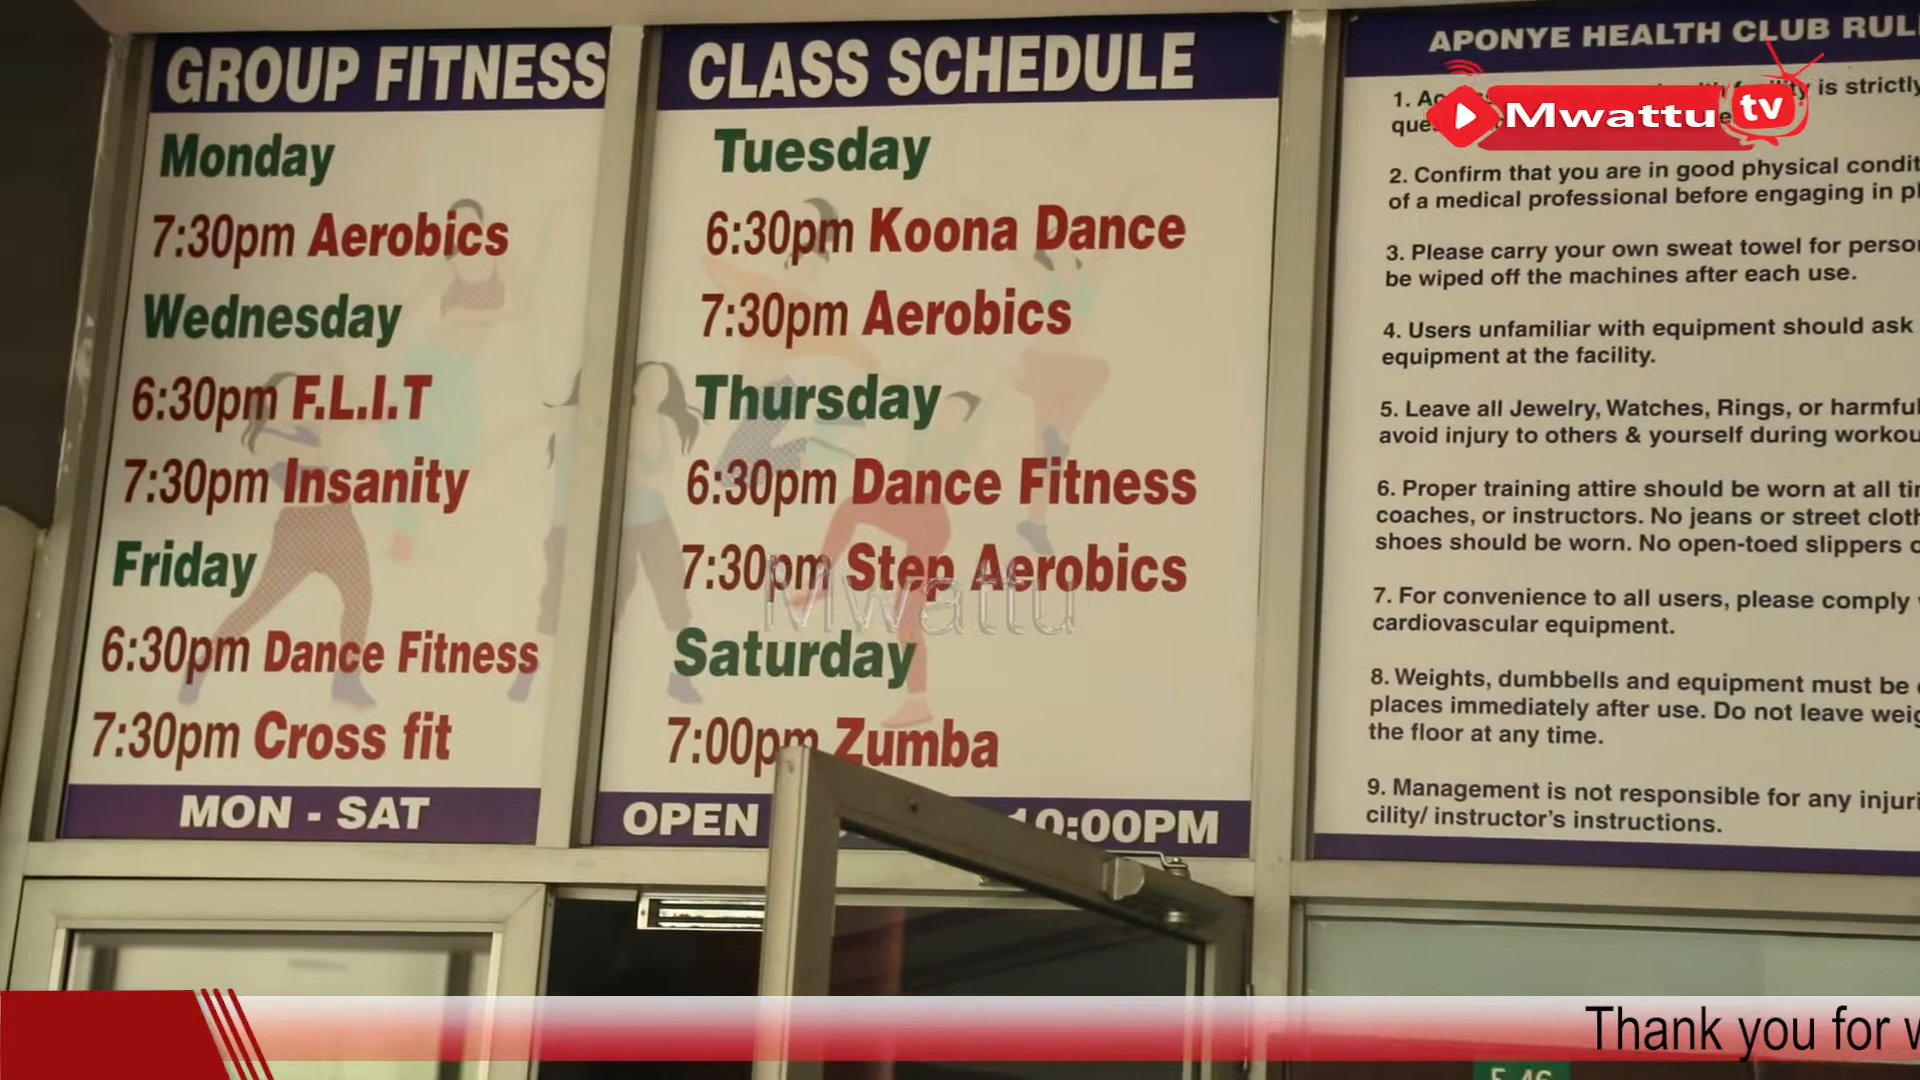 GROUP FITNESS
Monday
7:30pm Aerobics
Wednesday
6:30pm F.L.I.T
7:30pm Insanity
Friday
6:30pm Dance Fitness
7:30pm Cross fit
MON - SAT
CLASS SCHEDULE
Tuesday
6:30pm Koona Dance
7:30pm Aerobics
Thursday
6:30pm Dance Fitness
7:30pm Step Aerobics
Saturday
7:00pm Zumba
OPEN 10:00PM
Mwattu
APONYE HEALTH CLUB
1. is strictly
2. Confirm that you are in good physical
of a medical professional before engaging in
3. Please carry your own sweat towel for
be wiped off the machines after each use.
4. Users unfamiliar with equipment should ask
equipment at the facility.
5. Leave all Jewelry, Watches, Rings, or harmful
avoid injury to others & yourself during
6. Proper training attire should be worn at all
coaches, or instructors. No jeans or street
shoes should be worn. No open-toed slippers
7. For convenience to all users, please comply
cardiovascular equipment.
8. Weights, dumbbells and equipment must be
places immediately after use. Do not leave
the floor at any time.
9. Management is not responsible for any
cility/ instructor's instructions.
Mwattu tv
Thank you for